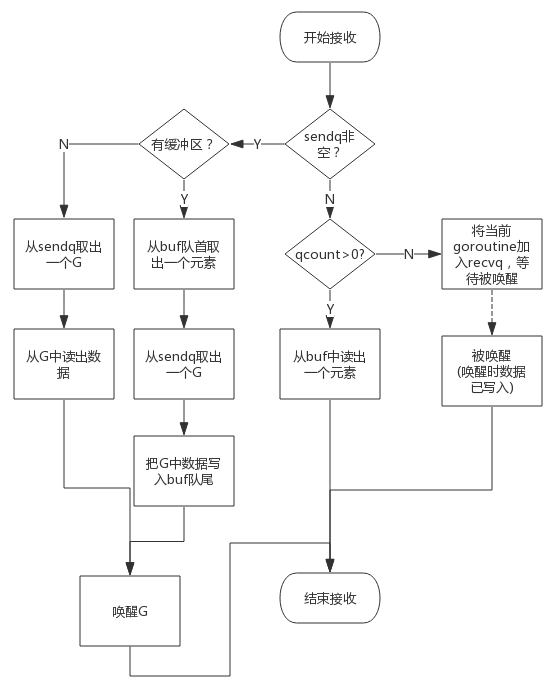 开始接收
sendq非
空？
Y
有缓冲区？
N
Y
N
从sendq取出
一个G
从buf队首取
出一个元素
qcount>0?
N
将当前
goroutine加
入recvq，等
待被唤醒
Y
从G中读出数
据
从sendq取出
一个G
从buf中读出
一个元素
被唤醒
(唤醒时数据
已写入)
把G中数据写
入buf队尾
唤醒G
结束接收